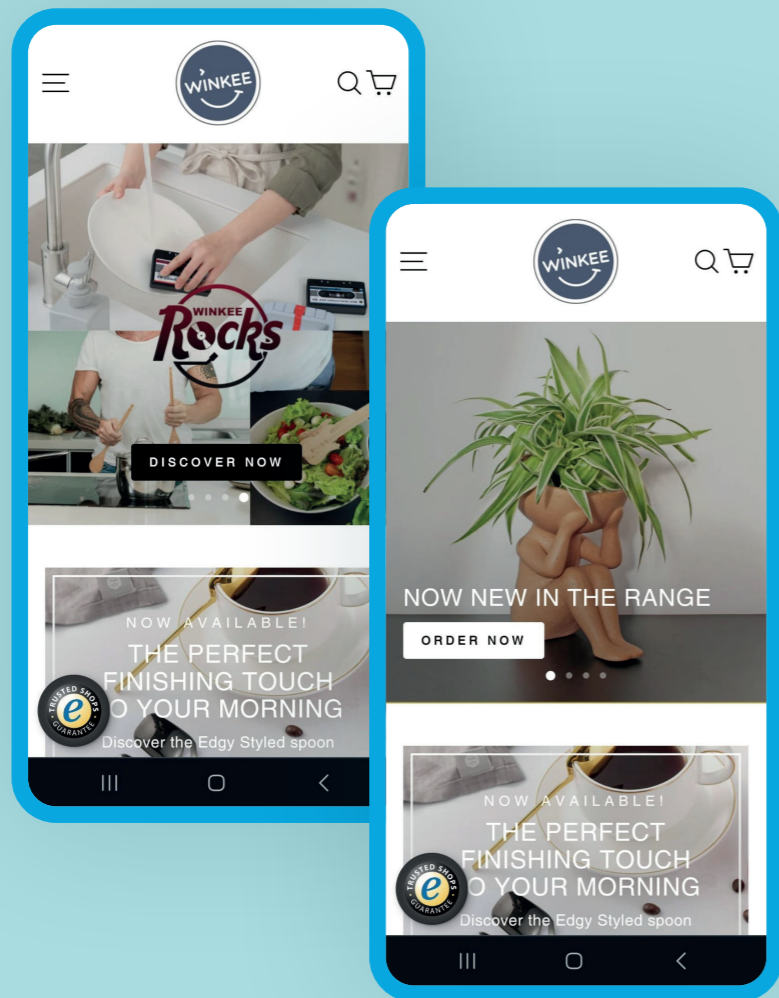 WINKEE
WINKEE
Rocks
DISCOVER NOW
NOW AVAILABLE!
THE PERFECT
FINISHING TOUCH
O YOUR MORNING
Discover the Edgy Styled spoon
TRUSTED SHOPS
e
GUARANTEE
WINKEE
NOW NEW IN THE RANGE
ORDER NOW
NOW AVAILABLE!
THE PERFECT
FINISHING TOUCH
O YOUR MORNING
Discover the Edgy Styled spoon
TRUSTED SHOPS
e
GUARANTEE